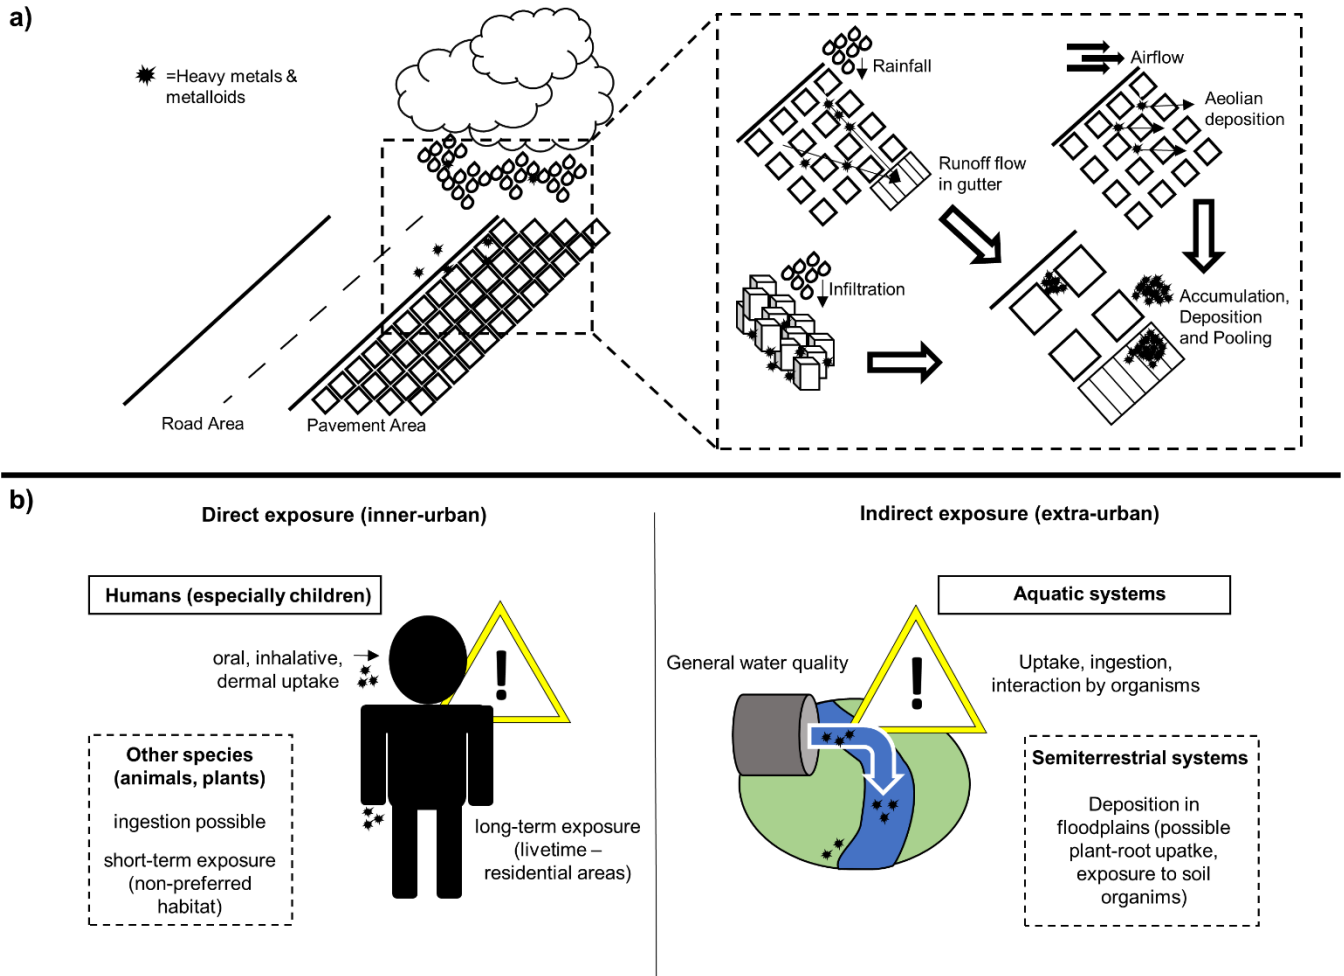 a)
=Heavy metals &
metalloids
Road Area
Pavement Area
Rainfall
Runoff flow
in gutter
Airflow
Aeolian
deposition
Infiltration
Accumulation,
Deposition
and Pooling
b)
Direct exposure (inner-urban)
Humans (especially children)
oral, inhalative,
dermal uptake
!
Other species
(animals, plants)
ingestion possible
short-term exposure
(non-preferred
habitat)
long-term exposure
(livetime –
residential areas)
Indirect exposure (extra-urban)
Aquatic systems
General water quality
!
Uptake, ingestion,
interaction by organisms
Semiterrestrial systems
Deposition in
floodplains (possible
plant-root upatke,
exposure to soil
organims)